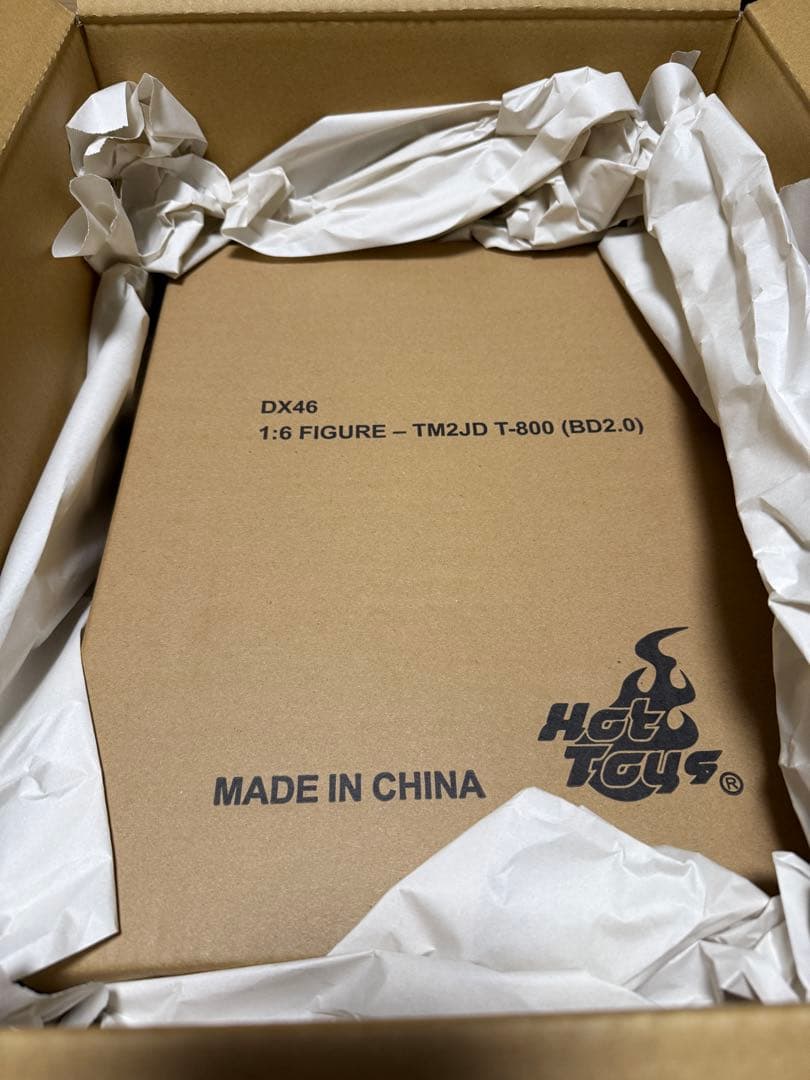 DX46
1:6 FIGURE – TM2JD T-800 (BD2.0)
Hot
Toys®
MADE IN CHINA